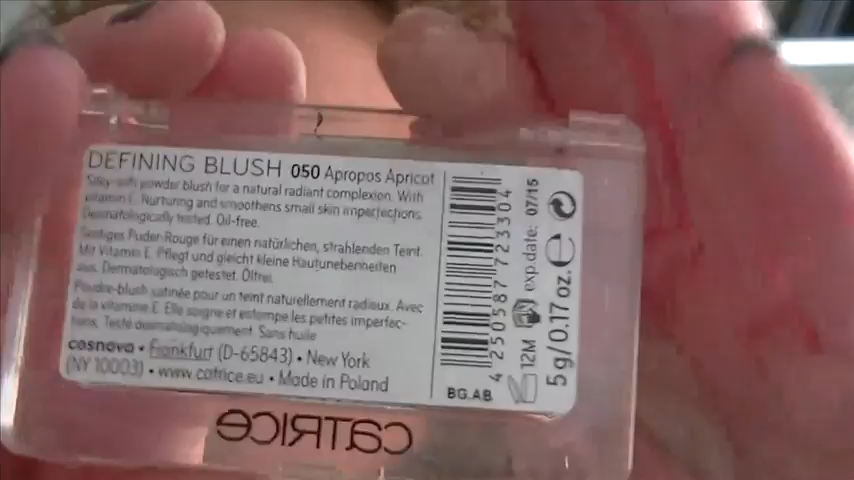 DEFINING BLUSH 050 Apropos Apricot
Silky-soft powder blush for a natural radiant complexion. With
vitamin E. Nurturing and smoothens small skin imperfections.
Dermatologically tested. Oil-free.
Seidiges Puder-Rouge für einen natürlichen, strahlenden Teint.
Mit Vitamin E. Pflegt und gleicht kleine Hautunebenheiten
aus. Dermatologisch getestet. Ölfrei.
Poudre-blush satinée pour un teint naturellement radieux. Avec
de la vitamine E. Elle soigne et estompe les petites imperfec-
tions. Testé dermatologiquement. Sans huile
cosnova • Frankfurt (D-65843) • New York
(NY 10003) • www.catrice.eu • Made in Poland
4 250587 723304
BG.AB
12M exp.date: 07/15
5g/0.17oz. e
CATRICE